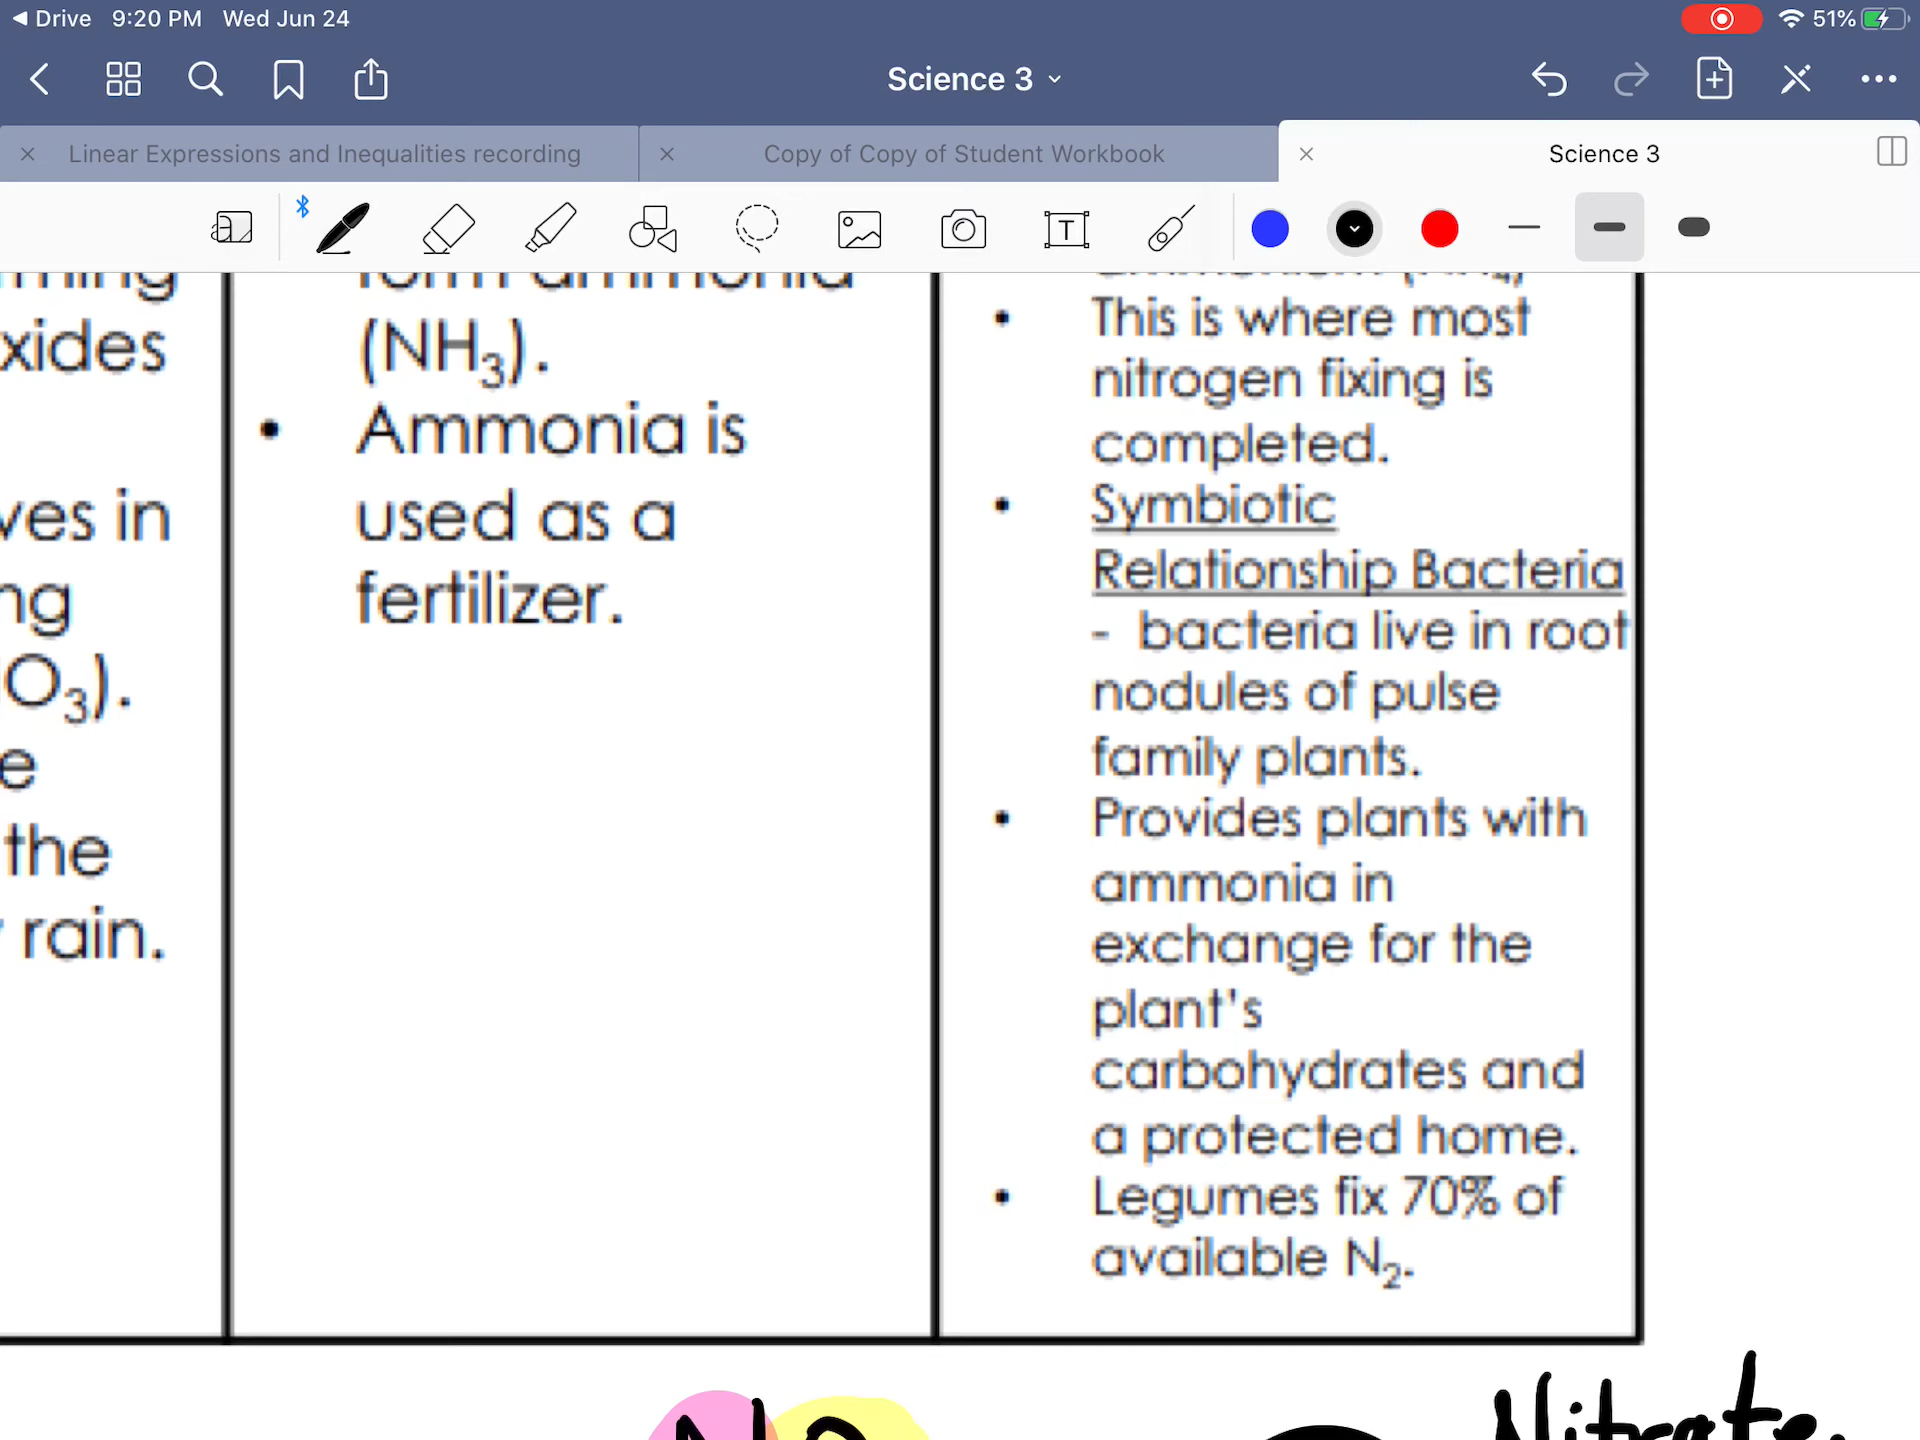 Drive 9:20 PM Wed Jun 24 51%
Science 3
Linear Expressions and Inequalities recording
Copy of Copy of Student Workbook
Science 3
xides
ves in
ng
O₃).
e
the
rain.
form ammonia
(NH₃).
• Ammonia is
used as a
fertilizer.
• This is where most
nitrogen fixing is
completed.
• Symbiotic
Relationship Bacteria
- bacteria live in root
nodules of pulse
family plants.
• Provides plants with
ammonia in
exchange for the
plant's
carbohydrates and
a protected home.
• Legumes fix 70% of
available N₂.
Nitrate